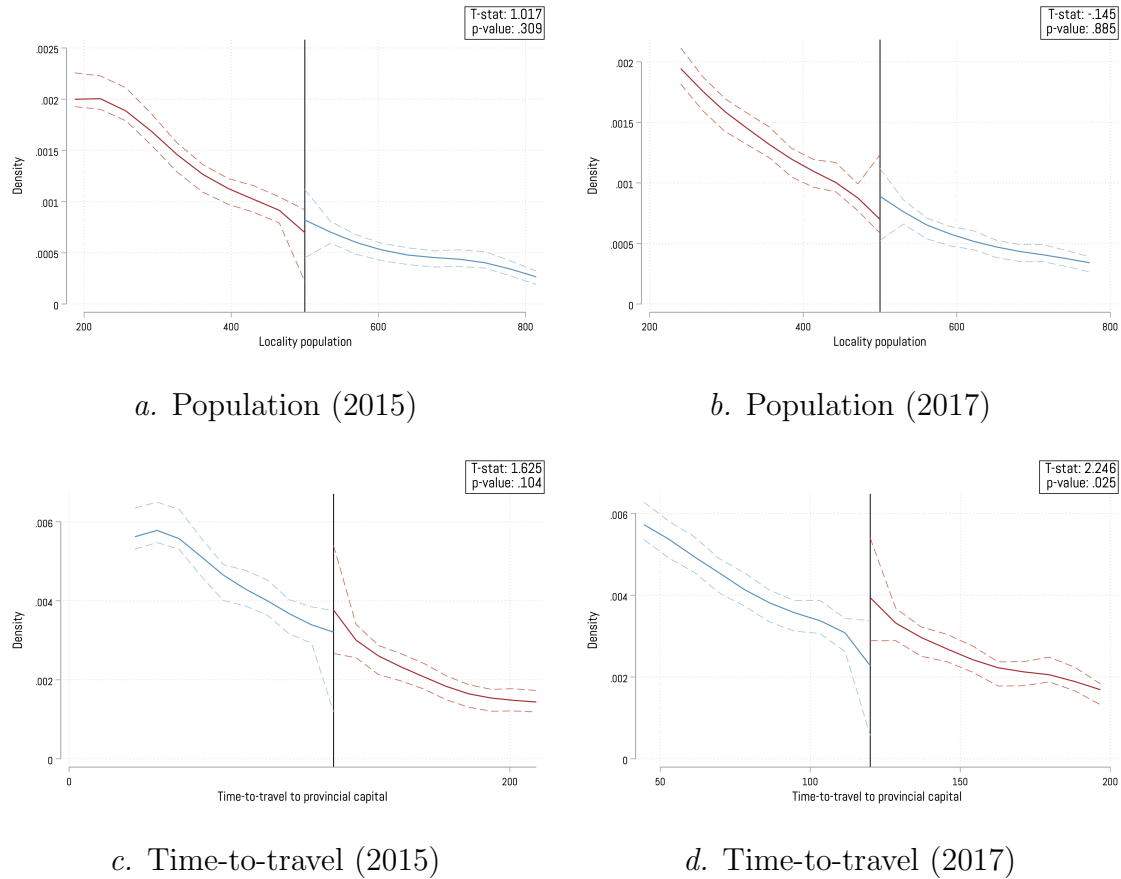 T-stat: 1.017
p-value: .309
.0025
.002
.0015
.001
.0005
0
Density
200
400
600
800
Locality population
a. Population (2015)
T-stat: -.145
p-value: .885
.002
.0015
.001
.0005
0
Density
200
400
600
800
Locality population
b. Population (2017)
T-stat: 1.625
p-value: .104
.006
.004
.002
0
Density
0
200
Time-to-travel to provincial capital
c. Time-to-travel (2015)
T-stat: 2.246
p-value: .025
.006
.004
.002
0
Density
50
100
150
200
Time-to-travel to provincial capital
d. Time-to-travel (2017)